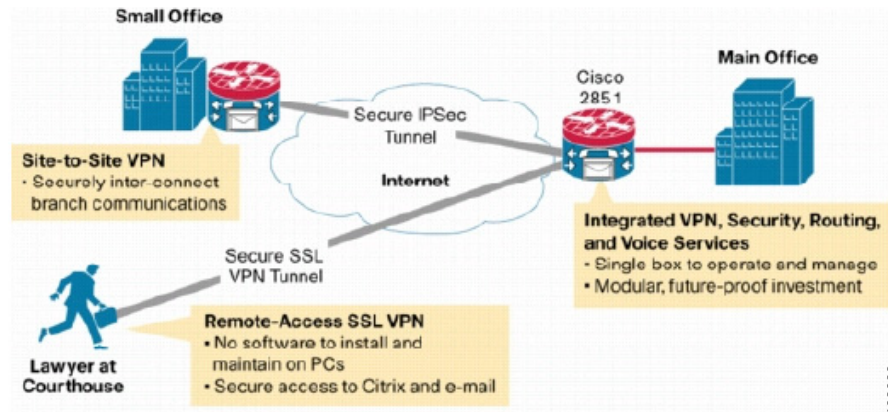 Small Office
Main Office
Cisco
2851
Secure IPSec
Tunnel
Internet
Site-to-Site VPN
• Securely inter-connect
branch communications
Integrated VPN, Security, Routing,
and Voice Services
• Single box to operate and manage
• Modular, future-proof investment
Secure SSL
VPN Tunnel
Remote-Access SSL VPN
• No software to install and
maintain on PCs
• Secure access to Citrix and e-mail
Lawyer at
Courthouse